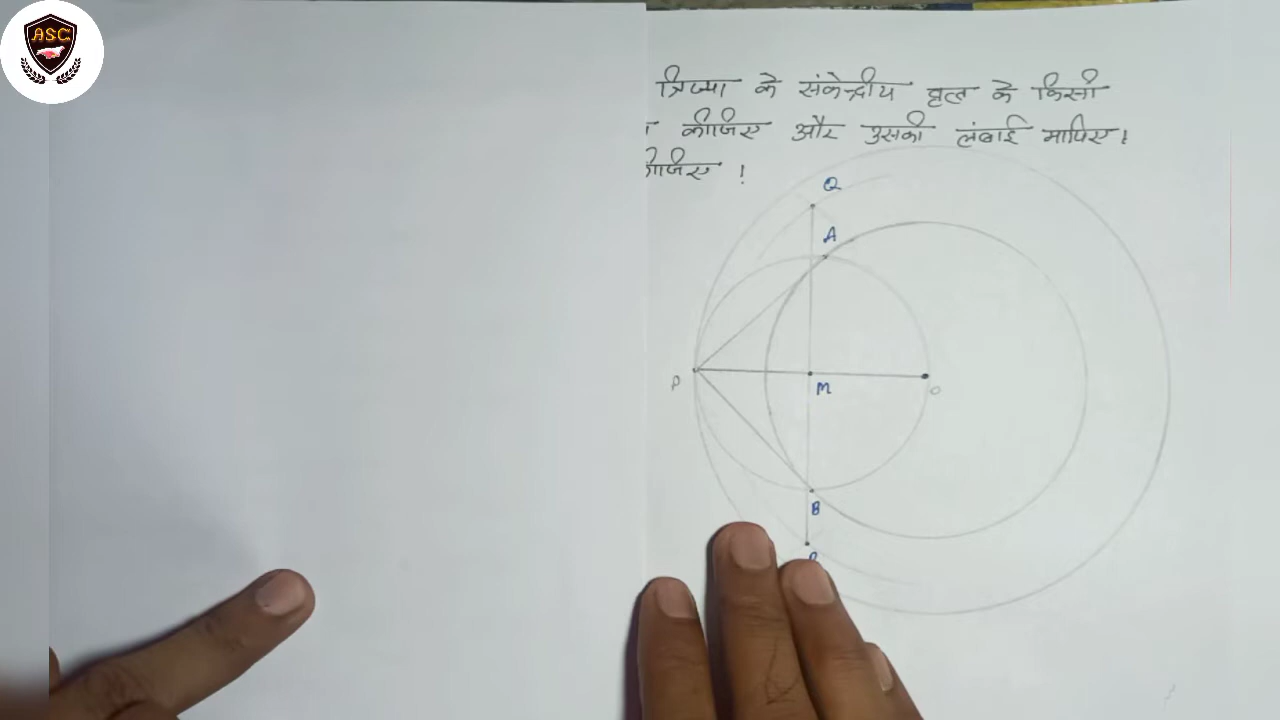 ASC
त्रिज्या के संकेन्द्रीय वृत्त के किसी
कीजिए और उसकी लंबाई मापिए।
कीजिए !
Q
A
P
M
O
B